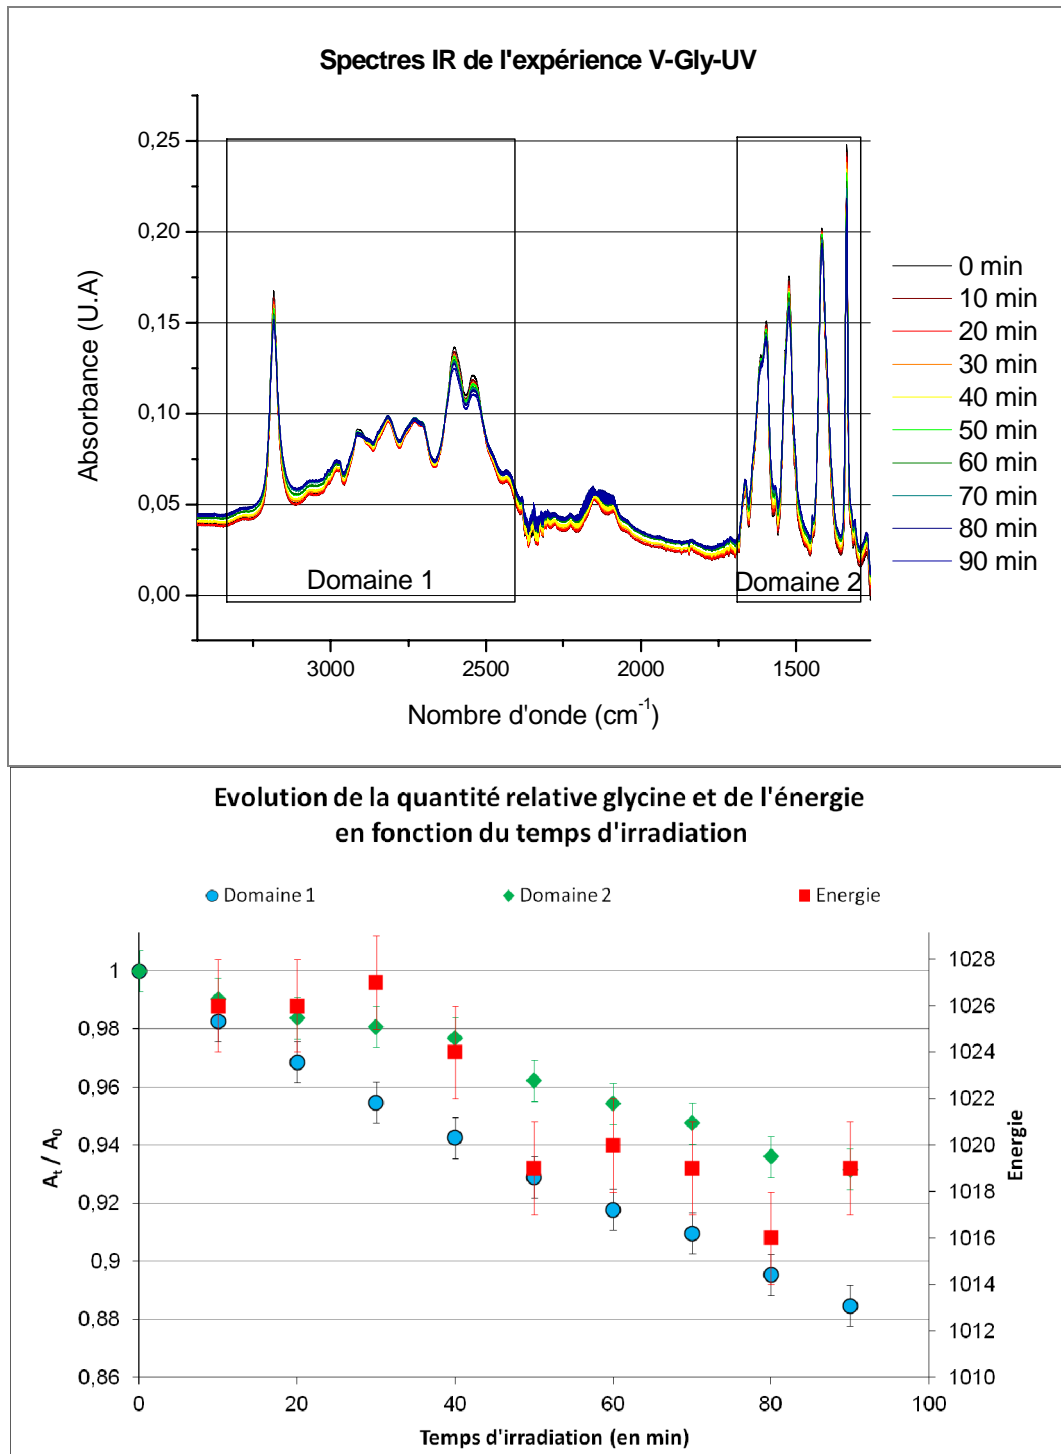 Spectres IR de l'expérience V-Gly-UV
Absorbance (U.A)
0,25
0,20
0,15
0,10
0,05
0,00
Domaine 1
Domaine 2
3000
2500
2000
1500
Nombre d'onde (cm-1)
0 min
10 min
20 min
30 min
40 min
50 min
60 min
70 min
80 min
90 min
Evolution de la quantité relative glycine et de l'énergie
en fonction du temps d'irradiation
Domaine 1
Domaine 2
Energie
At / A0
1
0,98
0,96
0,94
0,92
0,9
0,88
0,86
1028
1026
1024
1022
1020
1018
1016
1014
1012
1010
Energie
0
20
40
60
80
100
Temps d'irradiation (en min)